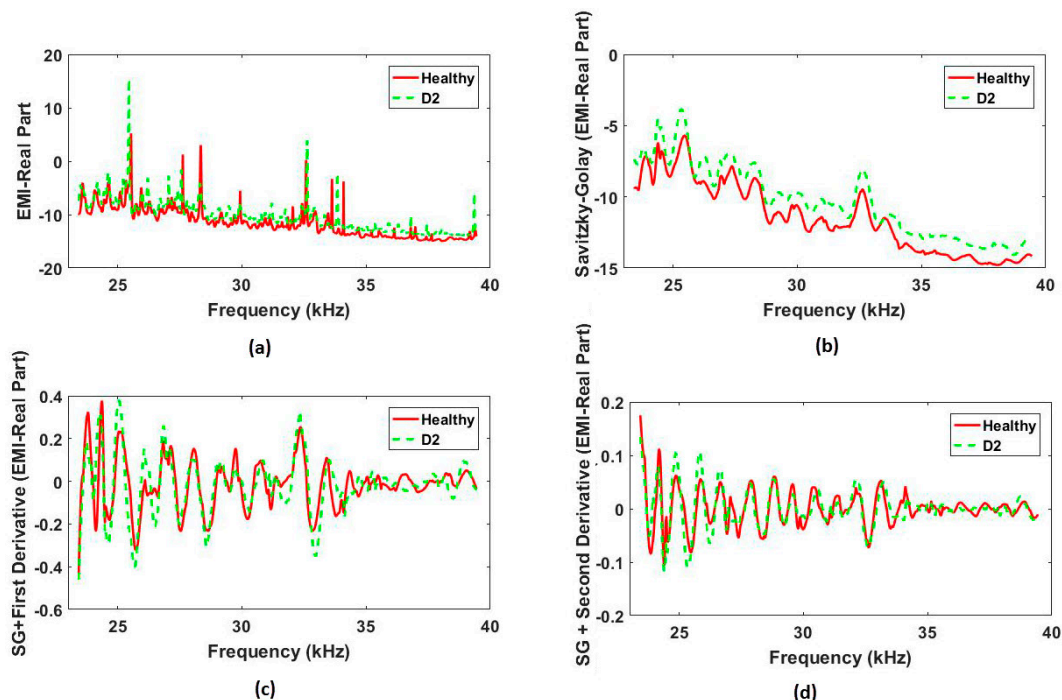 EMI-Real Part
20
10
0
-10
-20
25
30
35
40
Frequency (kHz)
Healthy
D2
(a)
Savitzky-Golay (EMI-Real Part)
0
-5
-10
-15
25
30
35
40
Frequency (kHz)
Healthy
D2
(b)
SG+First Derivative (EMI-Real Part)
0.4
0.2
0
-0.2
-0.4
-0.6
25
30
35
40
Frequency (kHz)
Healthy
D2
(c)
SG + Second Derivative (EMI-Real Part)
0.2
0.1
0
-0.1
-0.2
25
30
35
40
Frequency (kHz)
Healthy
D2
(d)